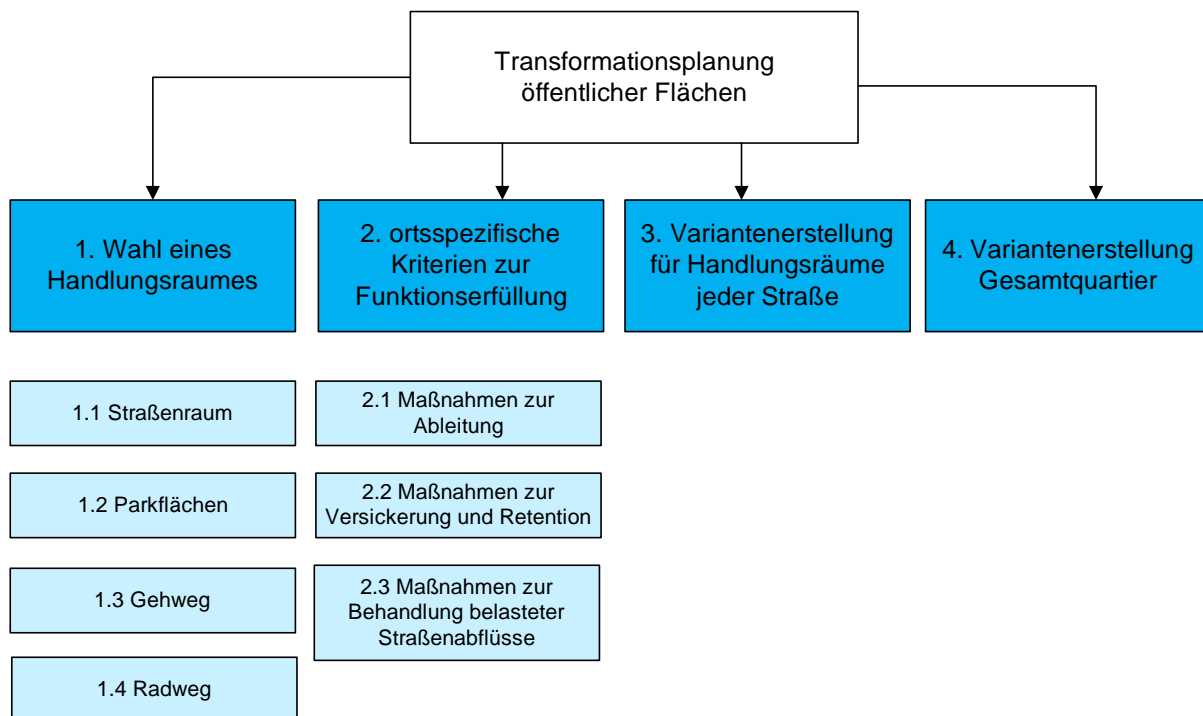 Transformationsplanung
öffentlicher Flächen
1. Wahl eines
Handlungsraumes
2. ortsspezifische
Kriterien zur
Funktionserfüllung
3. Variantenerstellung
für Handlungsräume
jeder Straße
4. Variantenerstellung
Gesamtquartier
1.1 Straßenraum
1.2 Parkflächen
1.3 Gehweg
1.4 Radweg
2.1 Maßnahmen zur
Ableitung
2.2 Maßnahmen zur
Versickerung und Retention
2.3 Maßnahmen zur
Behandlung belasteter
Straßenabflüsse